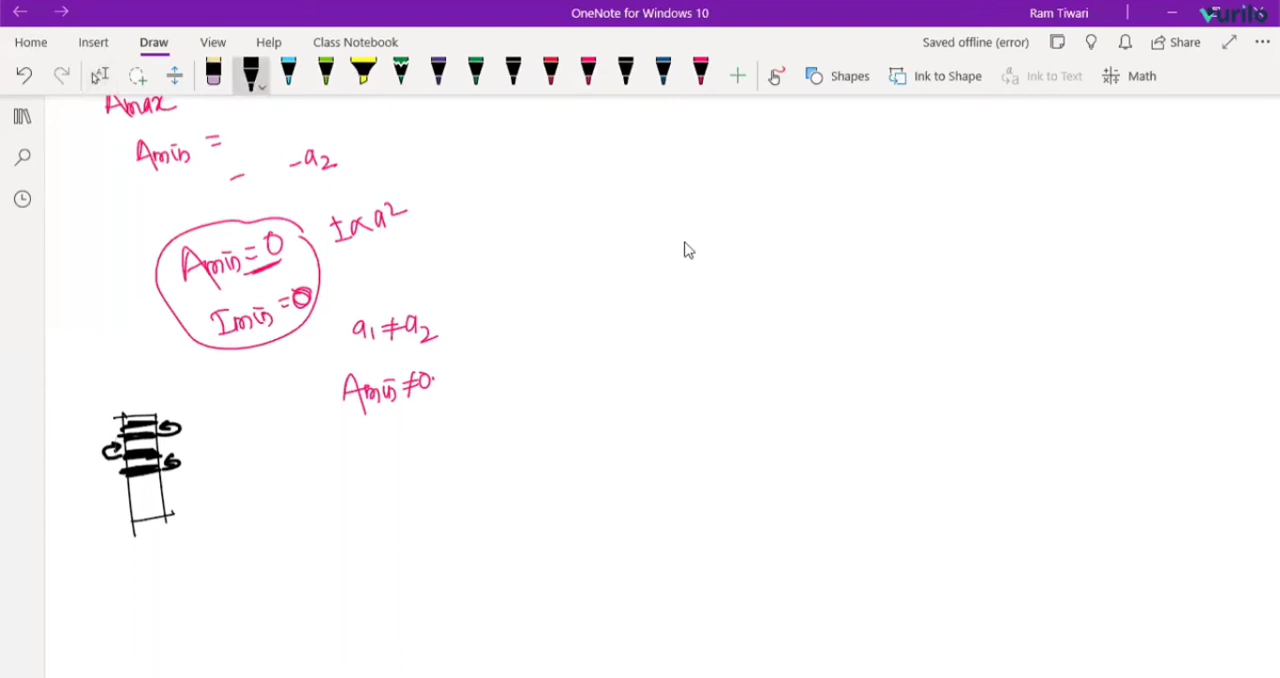 OneNote for Windows 10
Ram Tiwari
vurilo
Home Insert Draw View Help Class Notebook
Saved offline (error) Share
Shapes Ink to Shape Ink to Text Math
Amax
Amin =
- -a2
I∝a²
Amin=0
Imin=0
a1≠a2
Amin≠0.